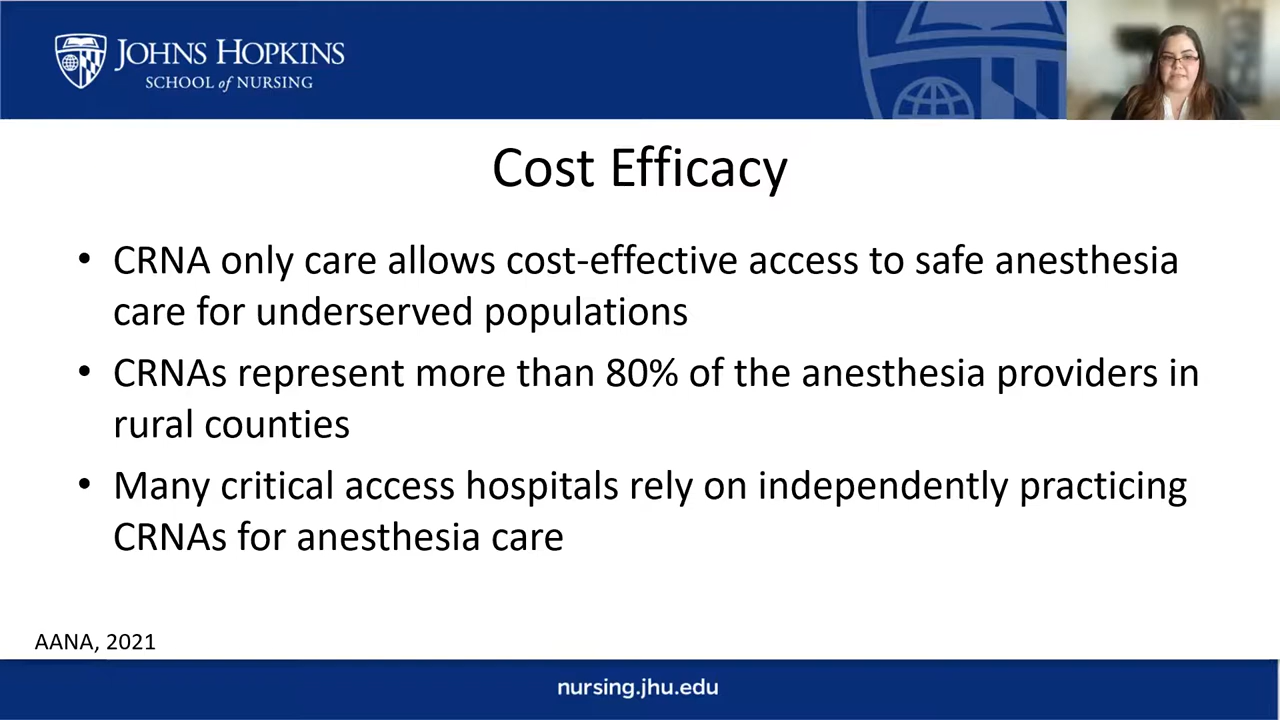 JOHNS HOPKINS
SCHOOL of NURSING
Cost Efficacy
• CRNA only care allows cost-effective access to safe anesthesia
care for underserved populations
• CRNAs represent more than 80% of the anesthesia providers in
rural counties
• Many critical access hospitals rely on independently practicing
CRNAs for anesthesia care
AANA, 2021
nursing.jhu.edu